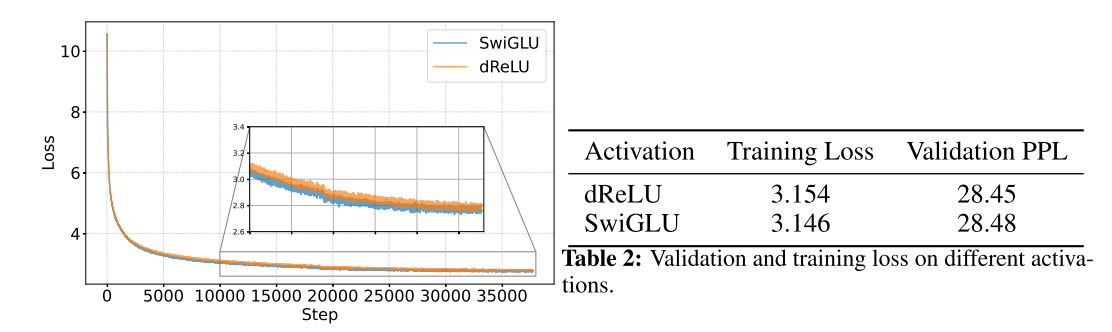 10
8
6
4
Loss
SwiGLU
dReLU
3.4
3.2
3.0
2.8
2.6
0 5000 10000 15000 20000 25000 30000 35000
Step
Activation Training Loss Validation PPL
dReLU 3.154 28.45
SwiGLU 3.146 28.48
Table 2: Validation and training loss on different activa-
tions.